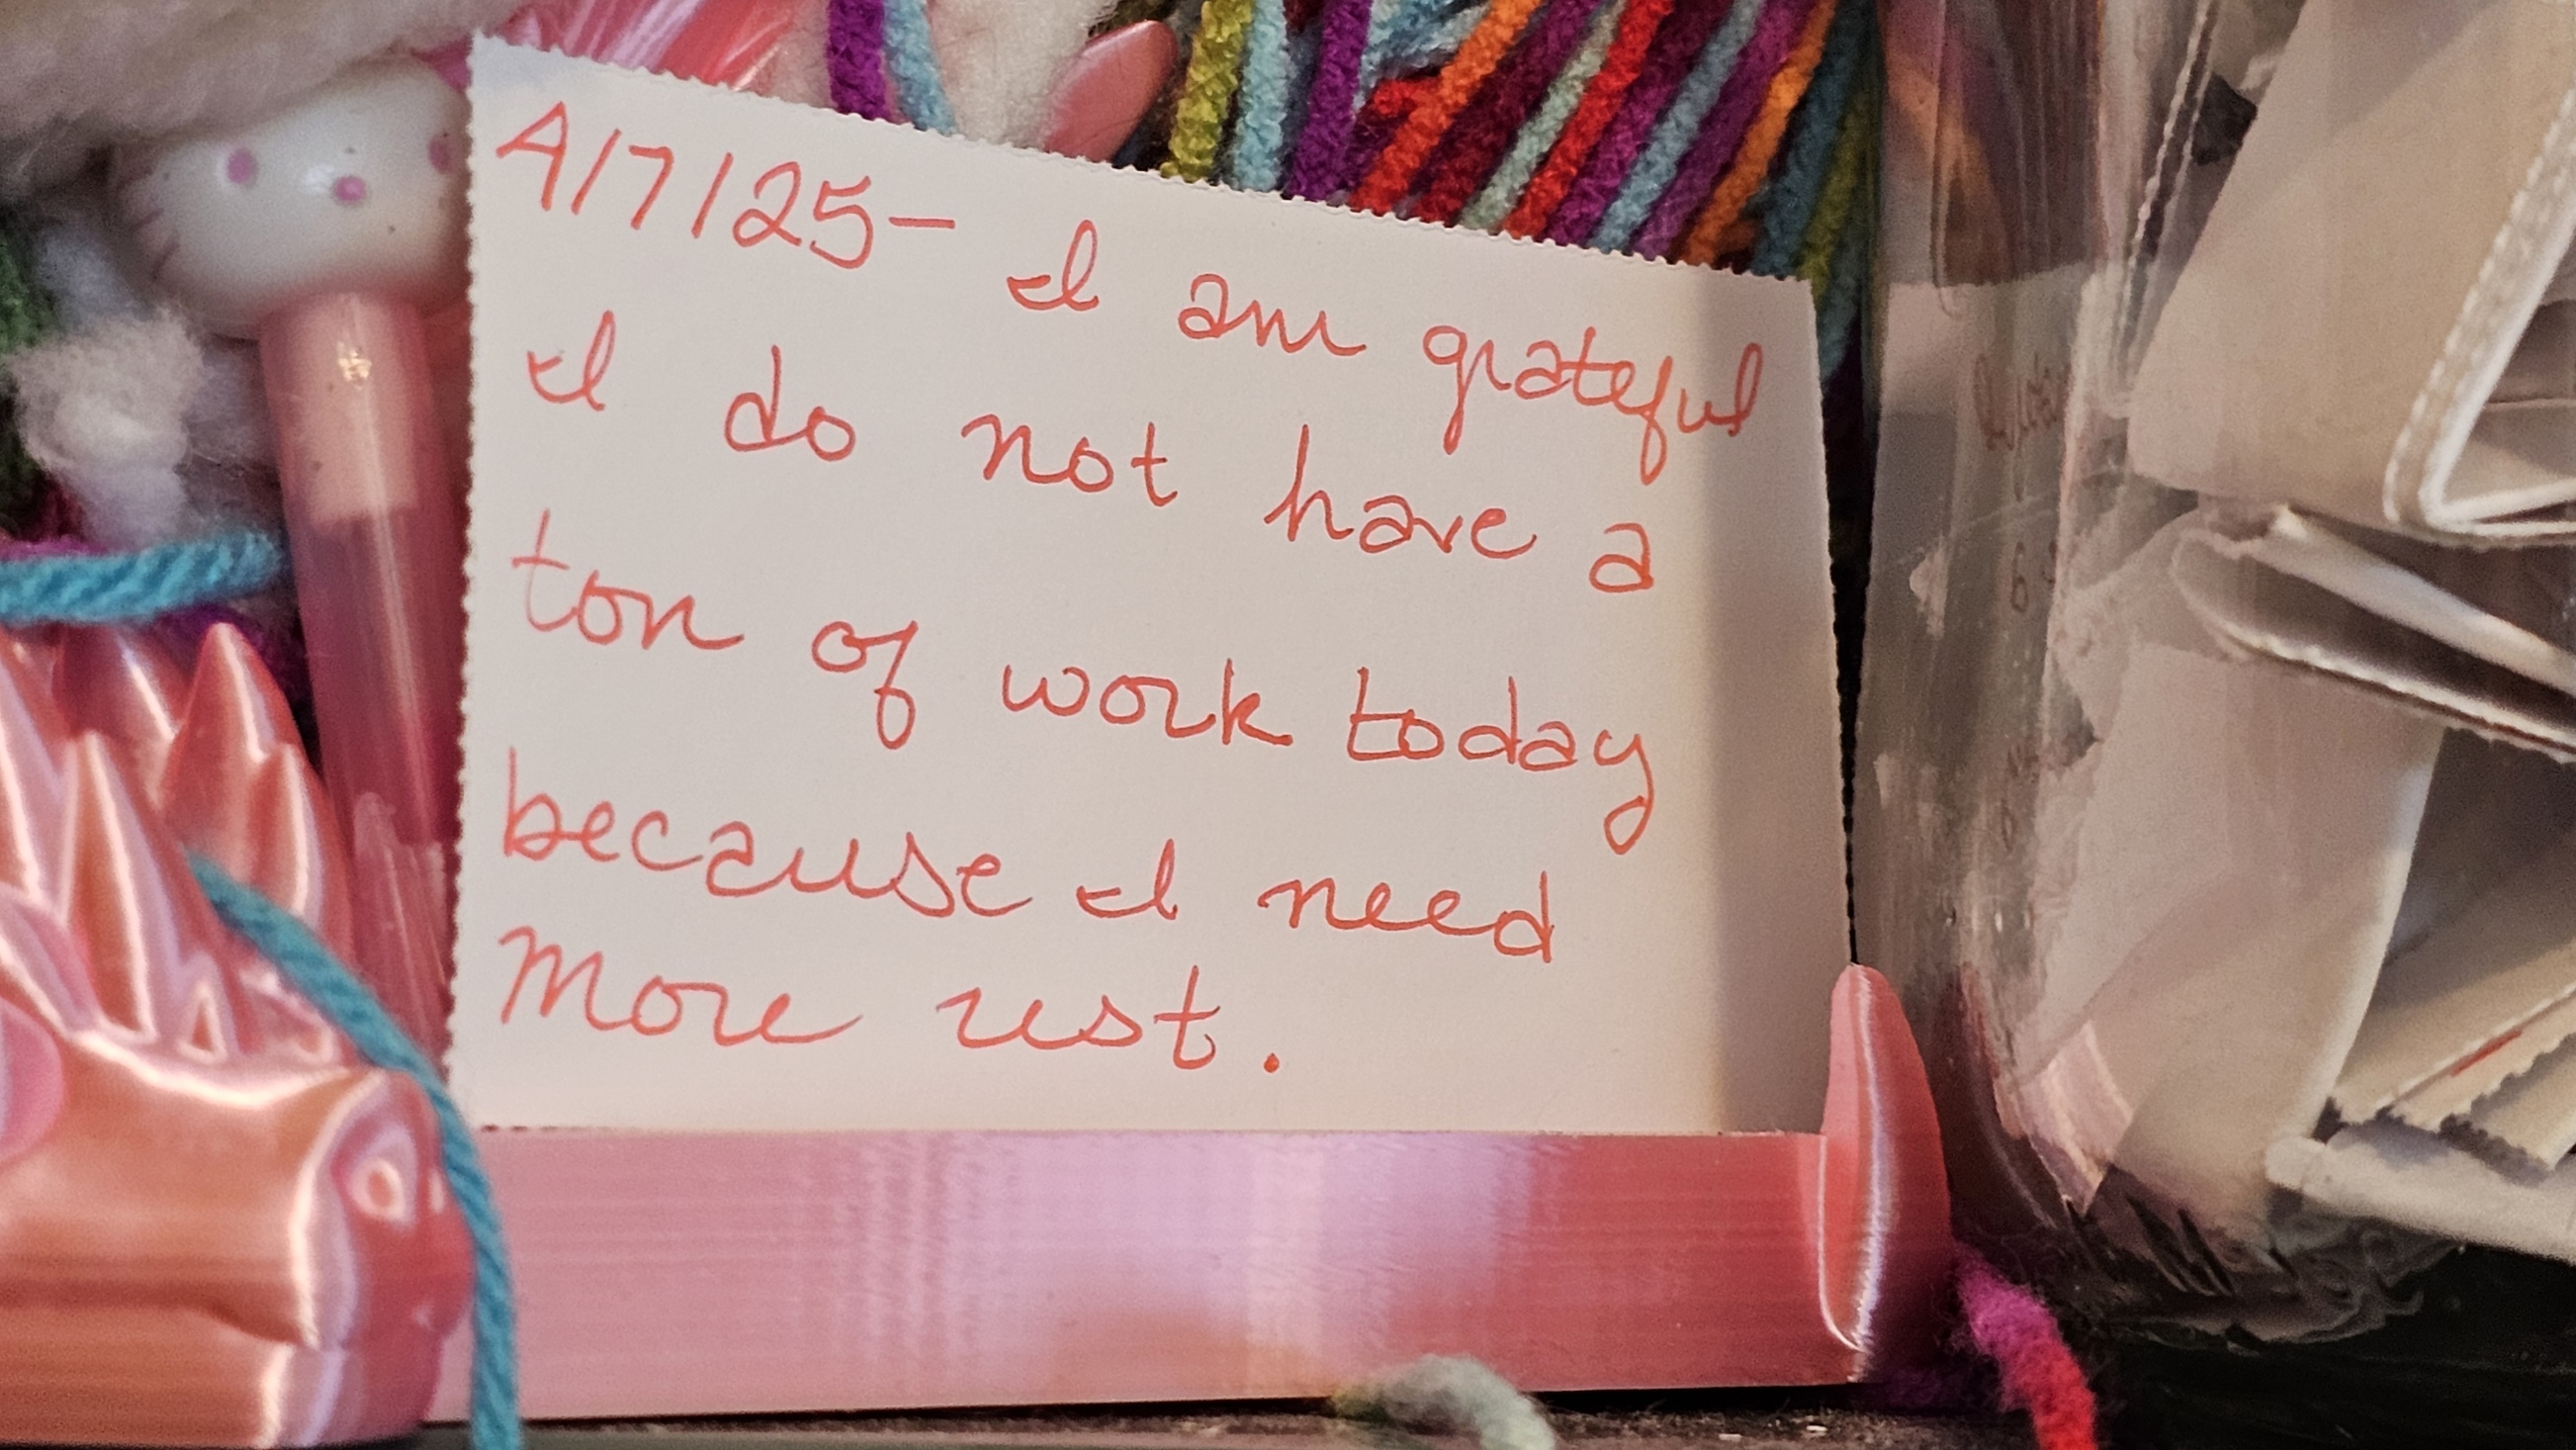 4/7/25- I am grateful
I do not have a
ton of work today
because I need
more rest.